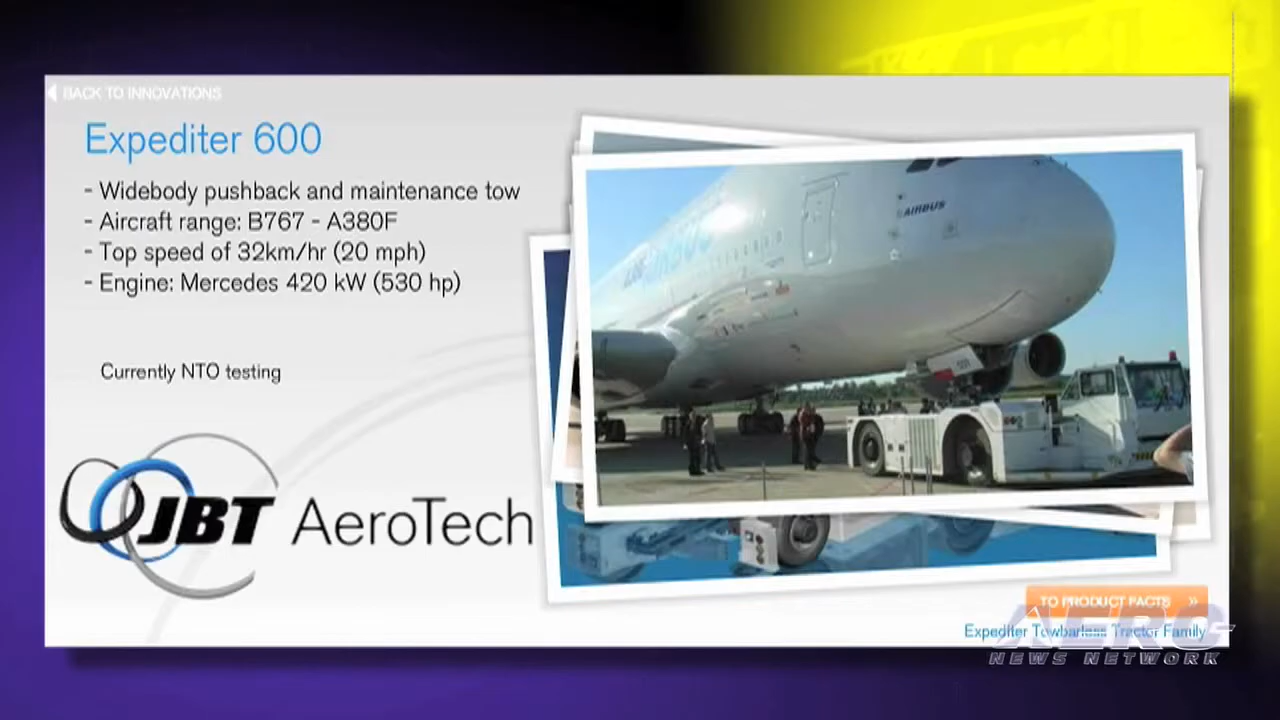 BACK TO INNOVATIONS
Expediter 600
- Widebody pushback and maintenance tow
- Aircraft range: B767 - A380F
- Top speed of 32km/hr (20 mph)
- Engine: Mercedes 420 kW (530 hp)
Currently NTO testing
JBT AeroTech
AIRBUS
TO PRODUCT FACTS »
Expediter Towbarless Tractor Family
AERO
NEWS NETWORK